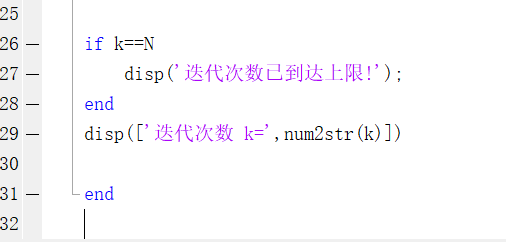 25
26 — if k==N
27 —     disp('迭代次数已到达上限!');
28 — end
29 — disp(['迭代次数 k=',num2str(k)])
30
31 — end
32